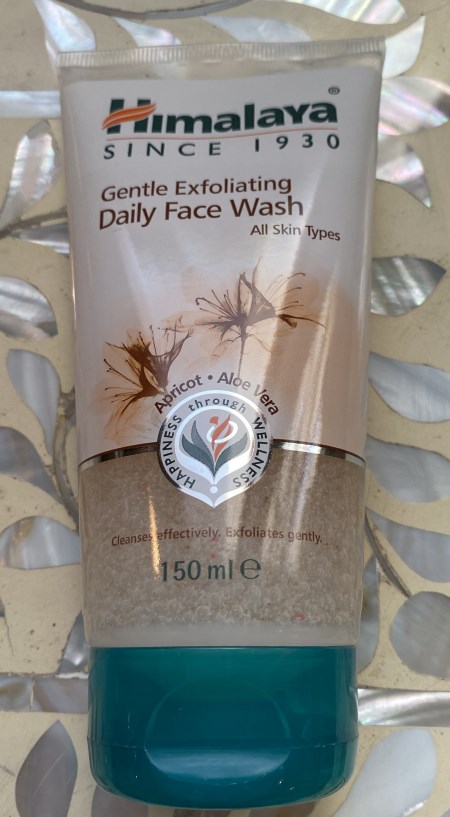 Himalaya®
SINCE 1930
Gentle Exfoliating
Daily Face Wash
All Skin Types
Apricot • Aloe Vera
HAPPINESS through WELLNESS
Cleanses effectively. Exfoliates gently.
150 ml ℮